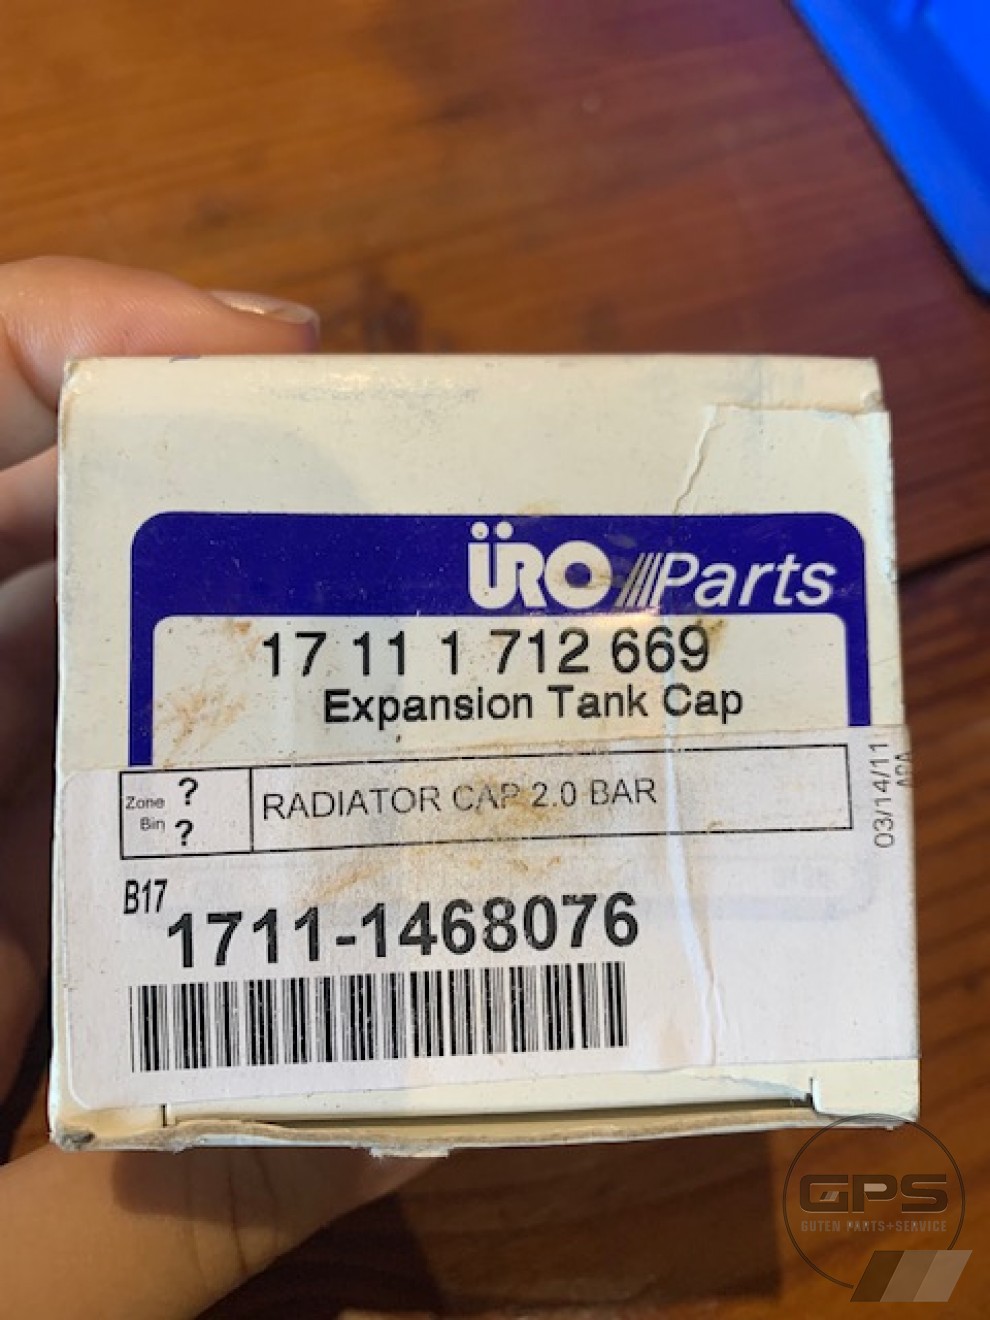 ÜRO Parts
17 11 1 712 669
Expansion Tank Cap
Zone ?
Bin ?
RADIATOR CAP 2.0 BAR
03/14/11
B17
1711-1468076
GPS
GUTEN PARTS+SERVICE